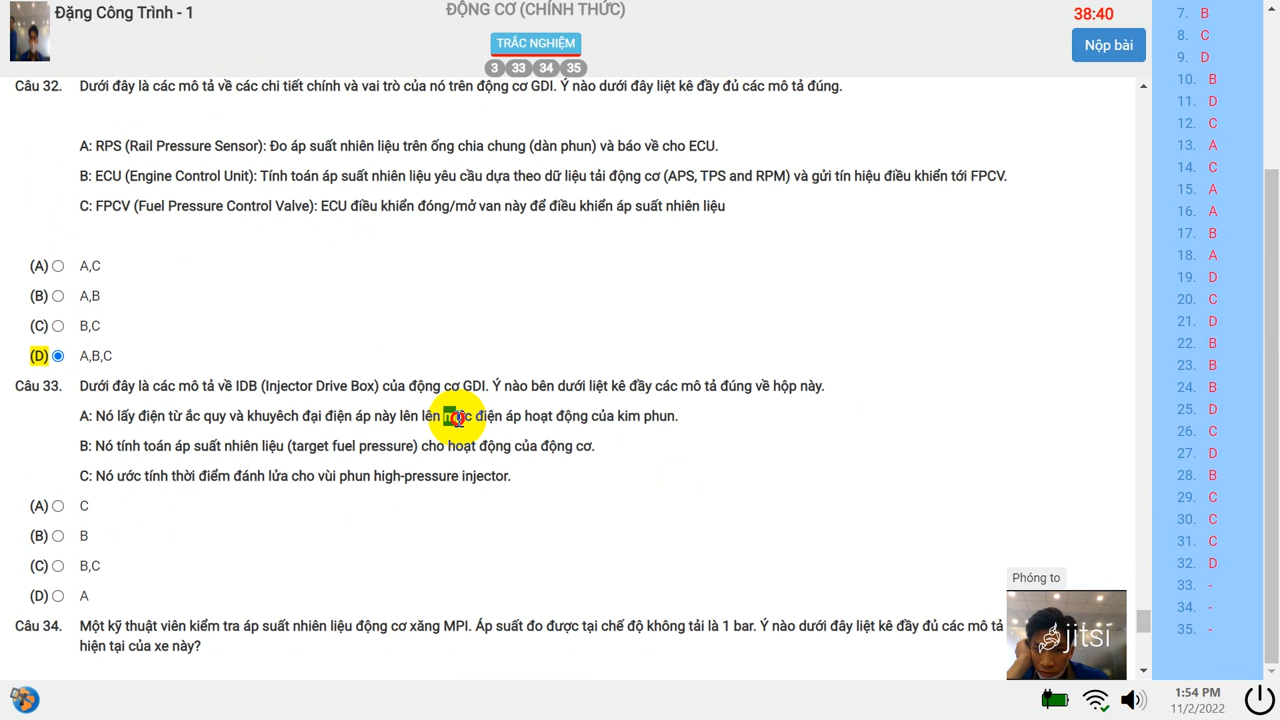 Đặng Công Trình - 1
ĐỘNG CƠ (CHÍNH THỨC)
TRẮC NGHIỆM
3 33 34 35
38:40
Nộp bài
Câu 32. Dưới đây là các mô tả về các chi tiết chính và vai trò của nó trên động cơ GDI. Ý nào dưới đây liệt kê đầy đủ các mô tả đúng.
A: RPS (Rail Pressure Sensor): Đo áp suất nhiên liệu trên ống chia chung (dàn phun) và báo về cho ECU.
B: ECU (Engine Control Unit): Tính toán áp suất nhiên liệu yêu cầu dựa theo dữ liệu tải động cơ (APS, TPS and RPM) và gửi tín hiệu điều khiển tới FPCV.
C: FPCV (Fuel Pressure Control Valve): ECU điều khiển đóng/mở van này để điều khiển áp suất nhiên liệu
(A) A,C
(B) A,B
(C) B,C
(D) A,B,C
Câu 33. Dưới đây là các mô tả về IDB (Injector Drive Box) của động cơ GDI. Ý nào bên dưới liệt kê đầy các mô tả đúng về hộp này.
A: Nó lấy điện từ ắc quy và khuyêch đại điện áp này lên lên điện áp hoạt động của kim phun.
B: Nó tính toán áp suất nhiên liệu (target fuel pressure) cho hoạt động của động cơ.
C: Nó ước tính thời điểm đánh lửa cho vùi phun high-pressure injector.
(A) C
(B) B
(C) B,C
(D) A
Câu 34. Một kỹ thuật viên kiểm tra áp suất nhiên liệu động cơ xăng MPI. Áp suất đo được tại chế độ không tải là 1 bar. Ý nào dưới đây liệt kê đầy đủ các mô tả
hiện tại của xe này?
7. B
8. C
9. D
10. B
11. D
12. C
13. A
14. C
15. A
16. A
17. B
18. A
19. D
20. C
21. D
22. B
23. B
24. B
25. D
26. C
27. D
28. B
29. C
30. C
31. C
32. D
33. -
34. -
35. -
Phóng to
jitsi
1:54 PM
11/2/2022